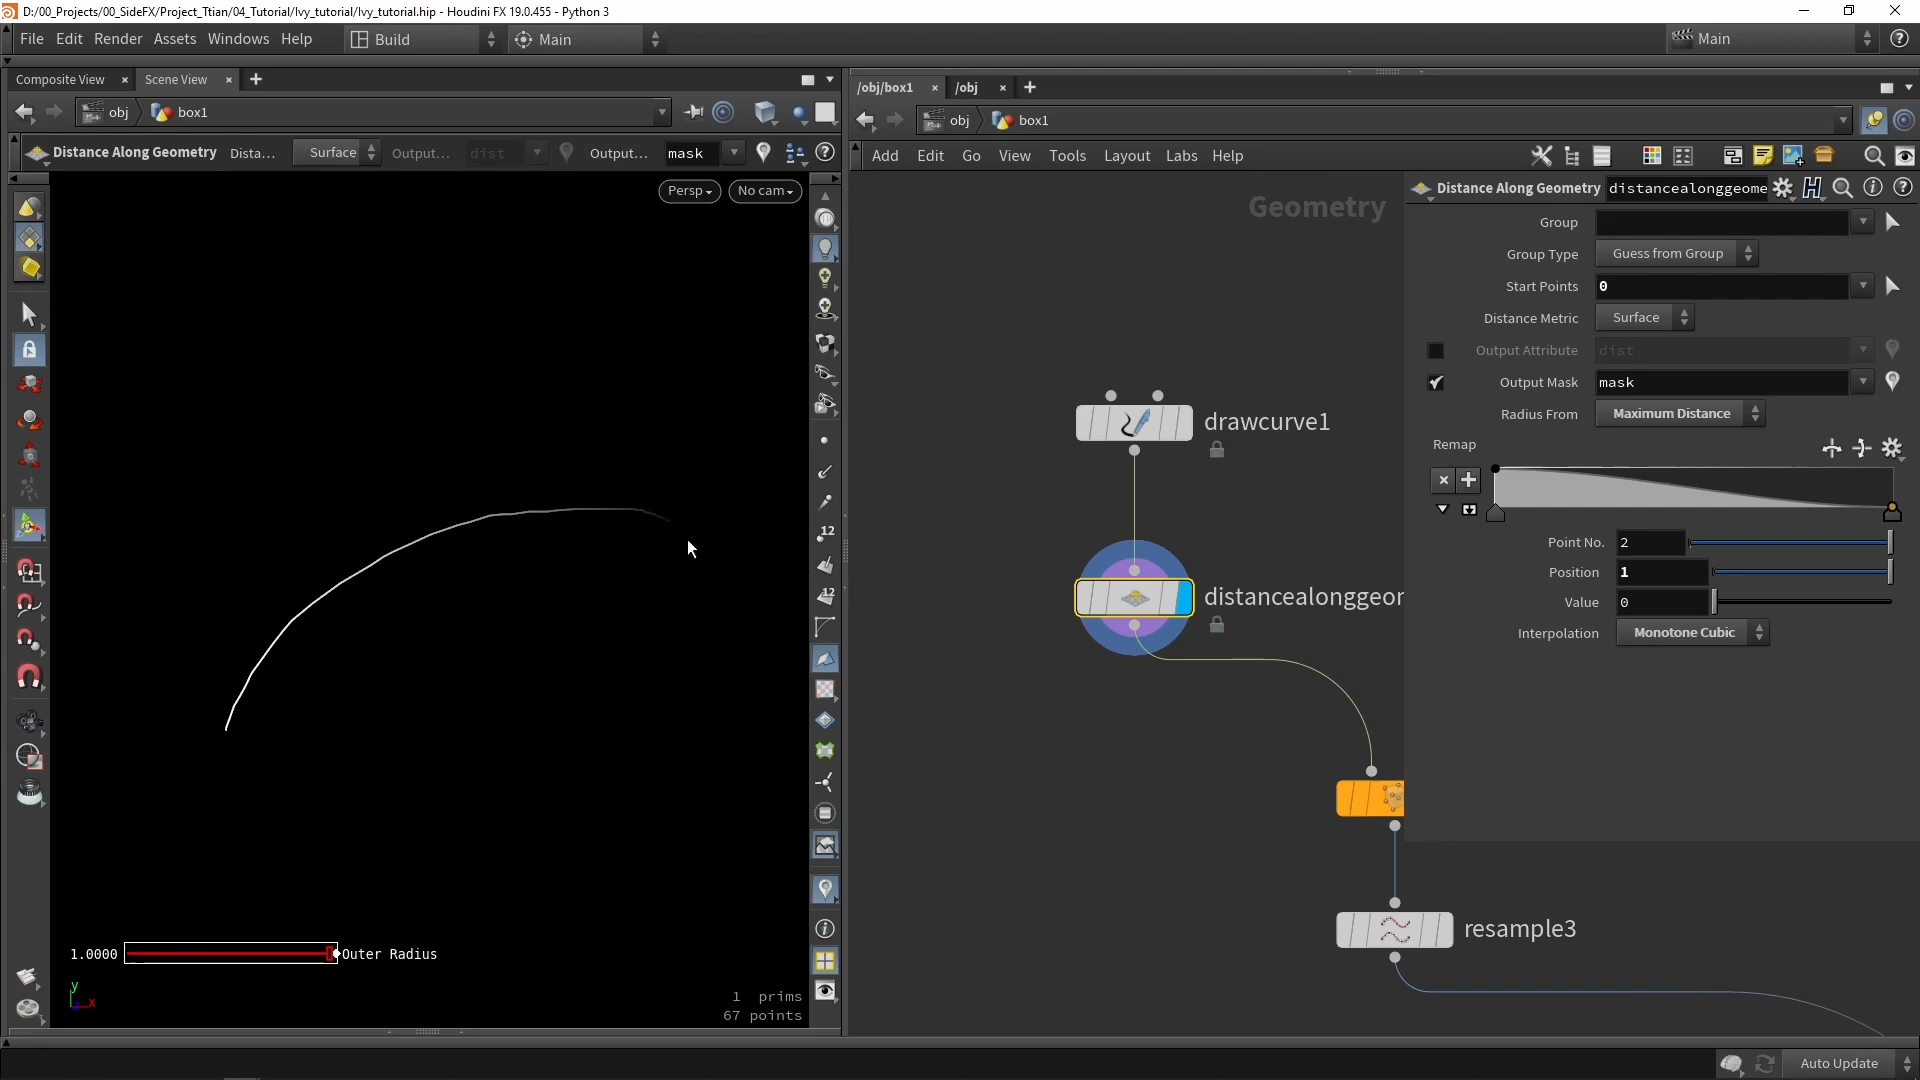 D:/00_Projects/00_SideFX/Project_Ttian/04_Tutorial/Ivy_tutorial/Ivy_tutorial.hip - Houdini FX 19.0.455 - Python 3
File Edit Render Assets Windows Help Build Main Main
Composite View Scene View
obj box1
Distance Along Geometry Dista... Surface Output... dist Output... mask
Persp No cam
12
12
1.0000 Outer Radius
y
x
1 prims
67 points
/obj/box1 /obj
obj box1
Add Edit Go View Tools Layout Labs Help
Geometry
drawcurve1
distancealonggeor
resample3
Distance Along Geometry distancealonggeome
Group
Group Type Guess from Group
Start Points 0
Distance Metric Surface
Output Attribute dist
Output Mask mask
Radius From Maximum Distance
Remap
Point No. 2
Position 1
Value 0
Interpolation Monotone Cubic
Auto Update